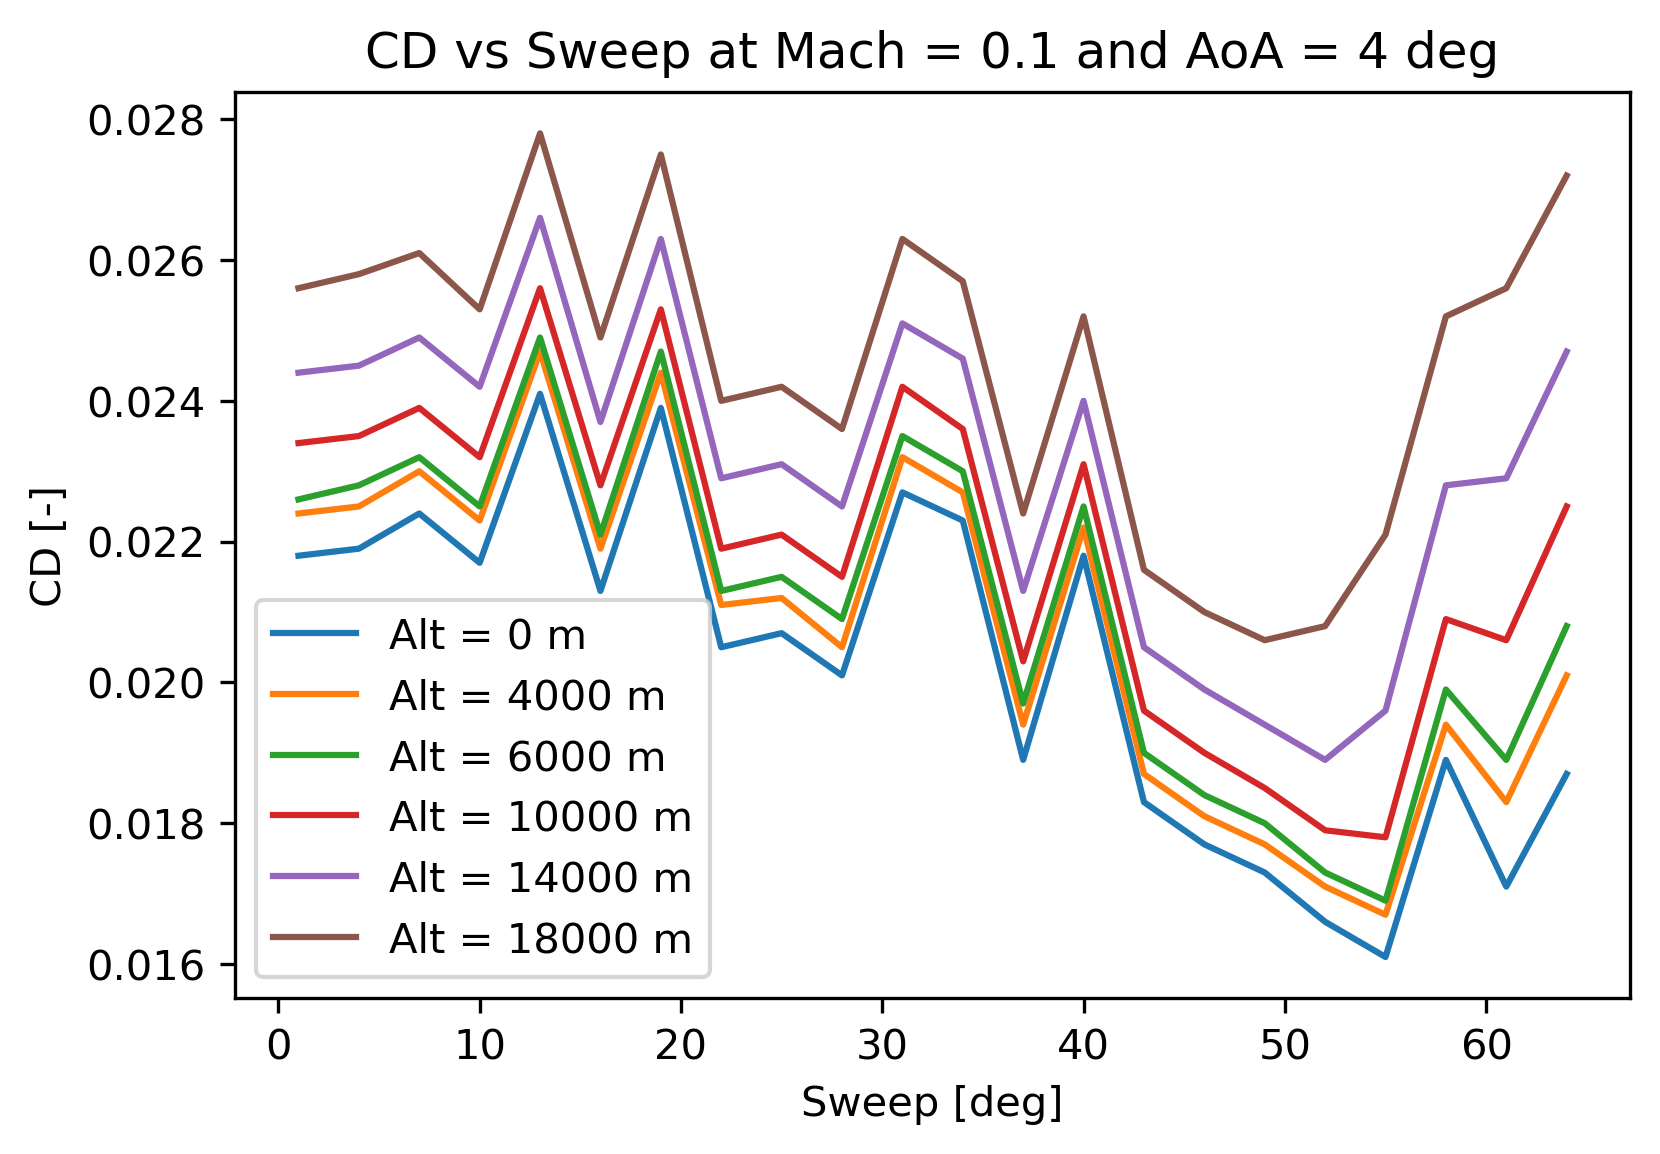 CD vs Sweep at Mach = 0.1 and AoA = 4 deg
0.028
0.026
0.024
0.022
0.020
0.018
0.016
CD [-]
Alt = 0 m
Alt = 4000 m
Alt = 6000 m
Alt = 10000 m
Alt = 14000 m
Alt = 18000 m
0 10 20 30 40 50 60
Sweep [deg]